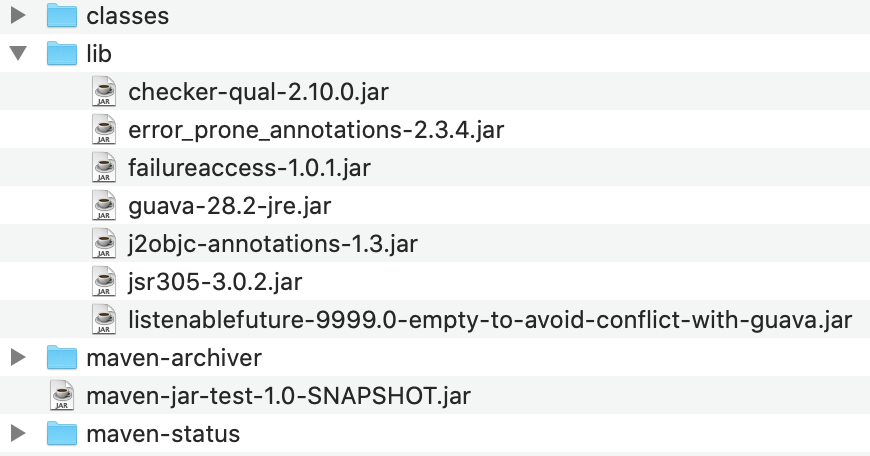 classes
lib
JAR checker-qual-2.10.0.jar
JAR error_prone_annotations-2.3.4.jar
JAR failureaccess-1.0.1.jar
JAR guava-28.2-jre.jar
JAR j2objc-annotations-1.3.jar
JAR jsr305-3.0.2.jar
JAR listenablefuture-9999.0-empty-to-avoid-conflict-with-guava.jar
maven-archiver
JAR maven-jar-test-1.0-SNAPSHOT.jar
maven-status